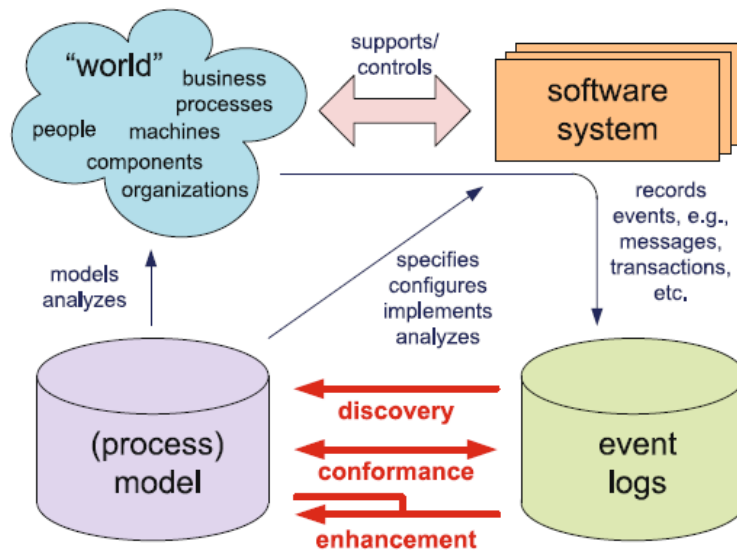 “world”
business
processes
people
machines
components
organizations
supports/
controls
software
system
records
events, e.g.,
messages,
transactions,
etc.
models
analyzes
specifies
configures
implements
analyzes
(process)
model
discovery
conformance
enhancement
event
logs